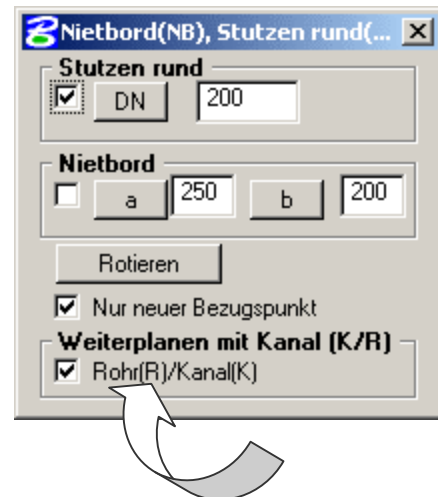 Nietbord(NB), Stutzen rund(...
Stutzen rund
DN 200
Nietbord
a 250 b 200
Rotieren
Nur neuer Bezugspunkt
Weiterplanen mit Kanal (K/R)
Rohr(R)/Kanal(K)